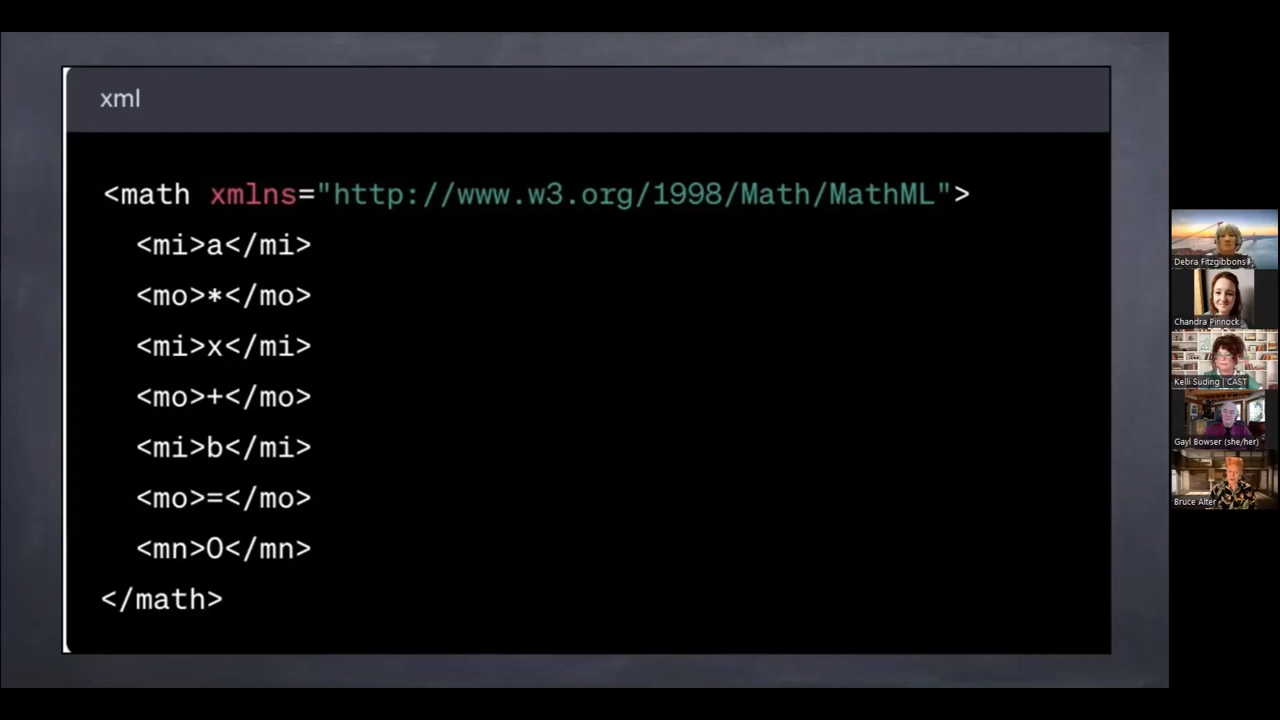 xml
<math xmlns="http://www.w3.org/1998/Math/MathML">
<mi>a</mi>
<mo>*</mo>
<mi>x</mi>
<mo>+</mo>
<mi>b</mi>
<mo>=</mo>
<mn>0</mn>
</math>
Debra Fitzgibbons
Chandra Pinnock
Kelli Suding | CAST
Gayl Bowser (she/her)
Bruce Alter